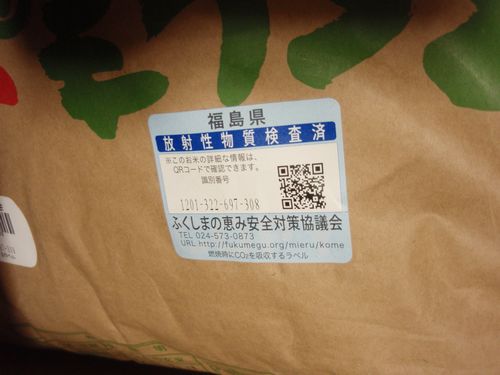 福島県
放射性物質検査済
※このお米の詳細な情報は、
QRコードで確認できます。
識別番号
1201-322-697-308
ふくしまの恵み安全対策協議会
TEL 024-573-0873
URL http://fukumegu.org/mieru/kome
燃焼時にCO₂を吸収するラベル